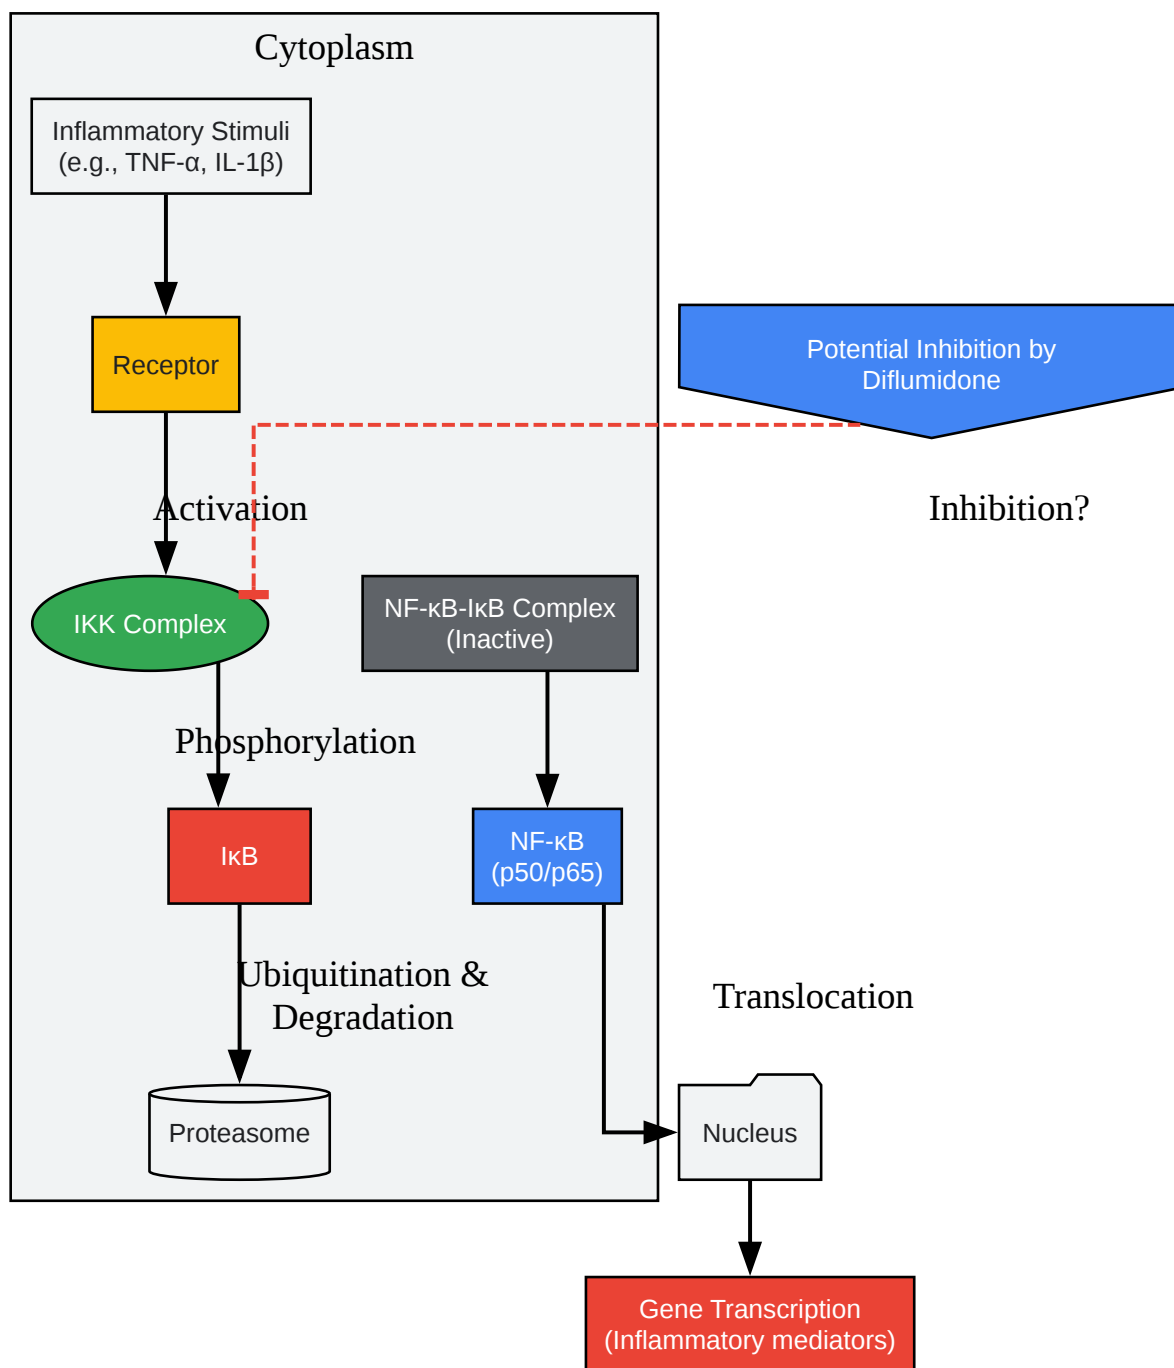 Cytoplasm
Inflammatory Stimuli
(e.g., TNF-α, IL-1β)
Receptor
Potential Inhibition by
Diflumidone
Activation
Inhibition?
IKK Complex
NF-κB-IκB Complex
(Inactive)
Phosphorylation
IκB
NF-κB
(p50/p65)
Ubiquitination &
Degradation
Translocation
Proteasome
Nucleus
Gene Transcription
(Inflammatory mediators)